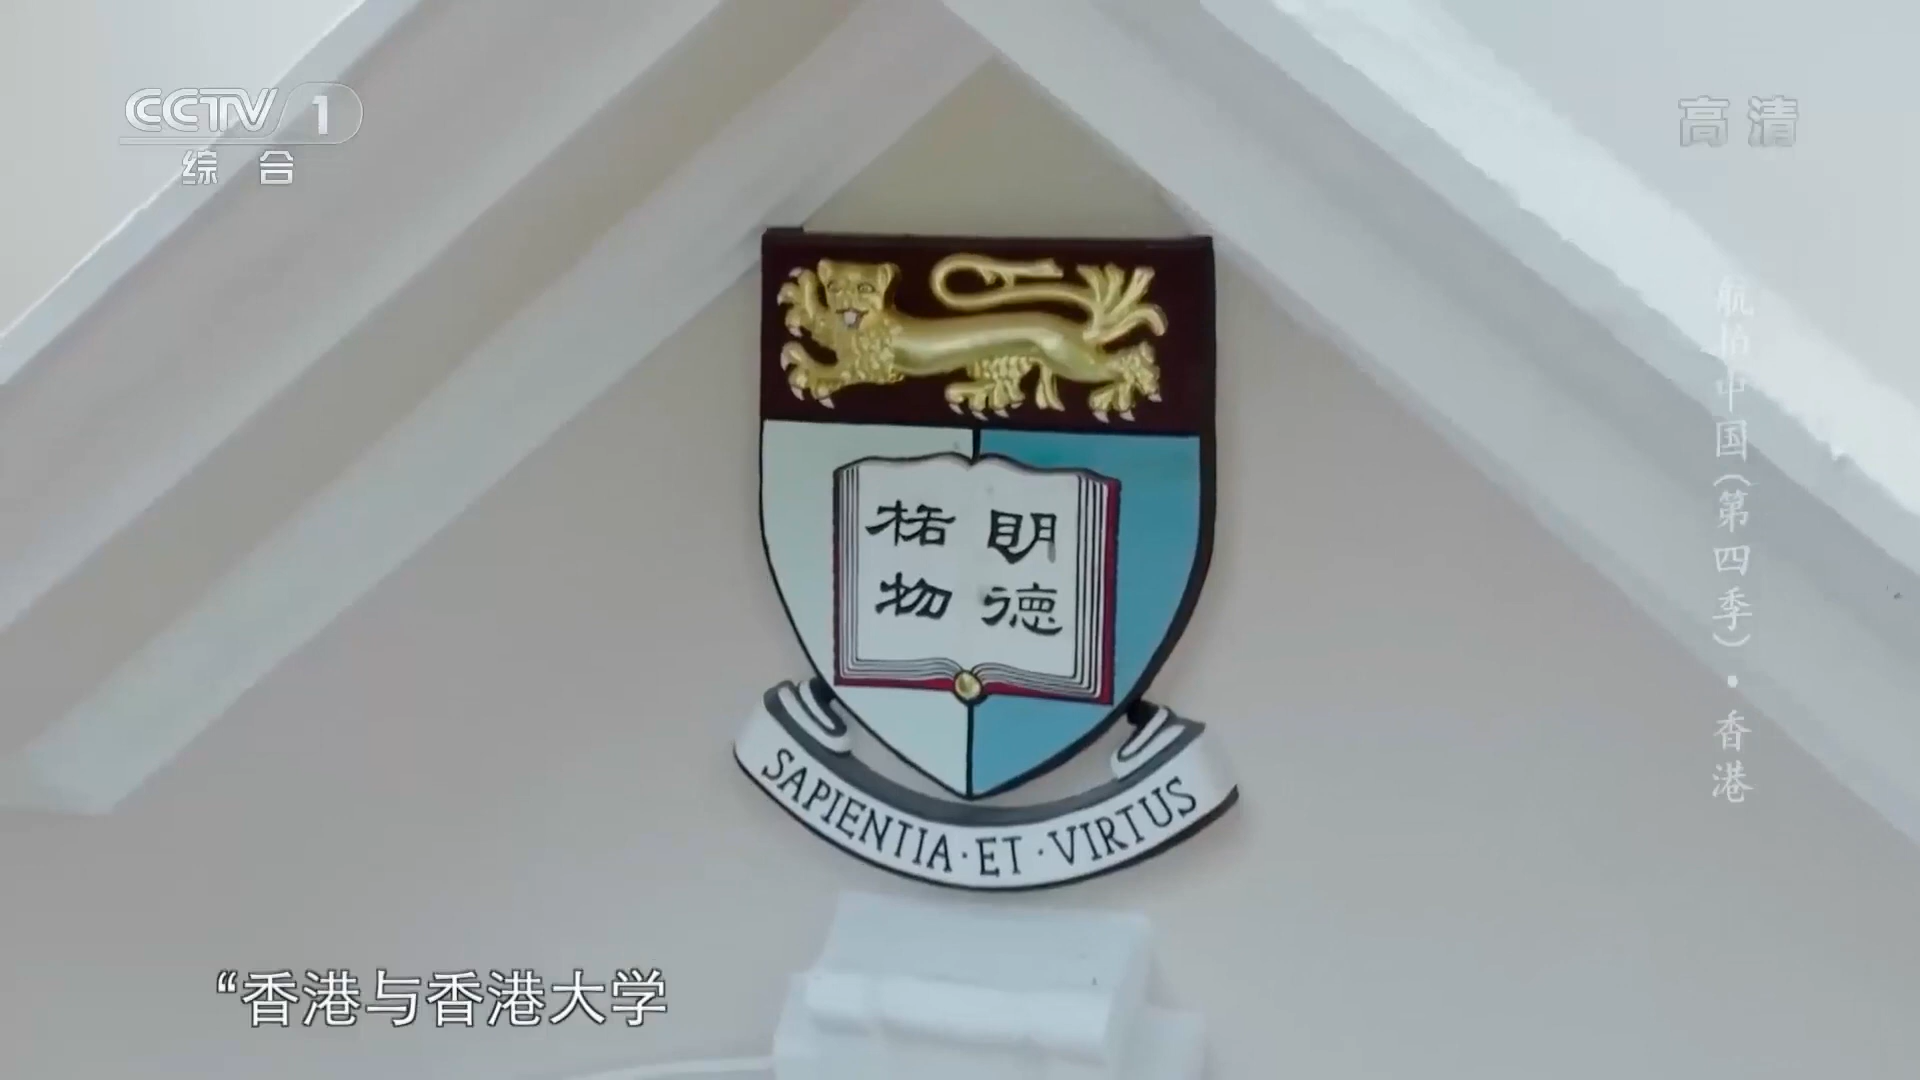 CCTV 1
综合
高清
航拍中国(第四季)·香港
明德
格物
SAPIENTIA·ET·VIRTUS
“香港与香港大学